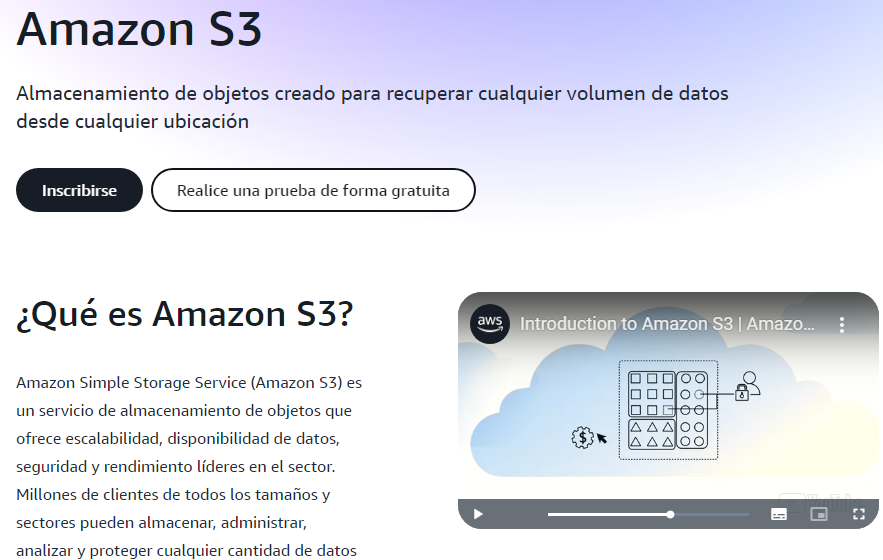 Amazon S3
Almacenamiento de objetos creado para recuperar cualquier volumen de datos
desde cualquier ubicación
Inscribirse
Realice una prueba de forma gratuita
¿Qué es Amazon S3?
Amazon Simple Storage Service (Amazon S3) es
un servicio de almacenamiento de objetos que
ofrece escalabilidad, disponibilidad de datos,
seguridad y rendimiento líderes en el sector.
Millones de clientes de todos los tamaños y
sectores pueden almacenar, administrar,
analizar y proteger cualquier cantidad de datos
aws
Introduction to Amazon S3 | Amazo...
$
YouTube